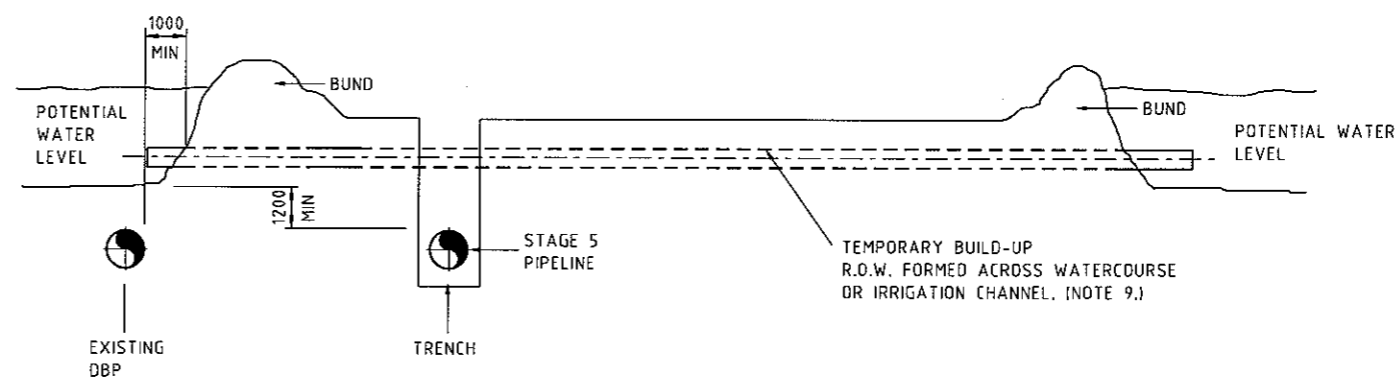 1000
MIN
BUND
POTENTIAL
WATER
LEVEL
BUND
POTENTIAL WATER
LEVEL
1200
MIN
STAGE 5
PIPELINE
TEMPORARY BUILD-UP
R.O.W. FORMED ACROSS WATERCOURSE
OR IRRIGATION CHANNEL. (NOTE 9.)
EXISTING
DBP
TRENCH